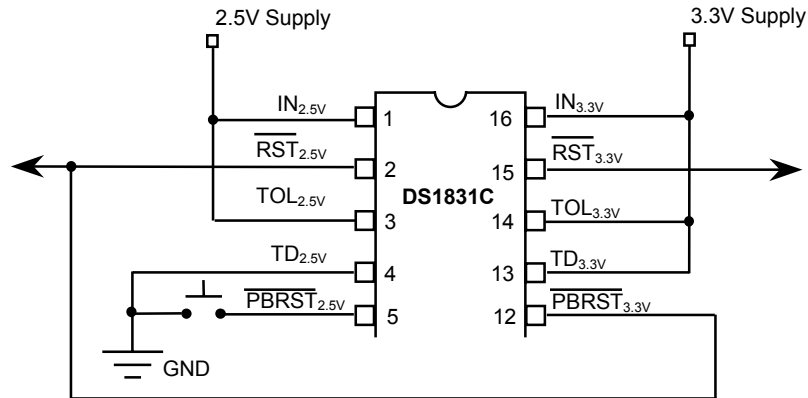 2.5V Supply
3.3V Supply
IN2.5V
1
16
IN3.3V
RST2.5V
2
15
RST3.3V
DS1831C
TOL2.5V
3
14
TOL3.3V
TD2.5V
4
13
TD3.3V
PBRST2.5V
5
12
PBRST3.3V
GND